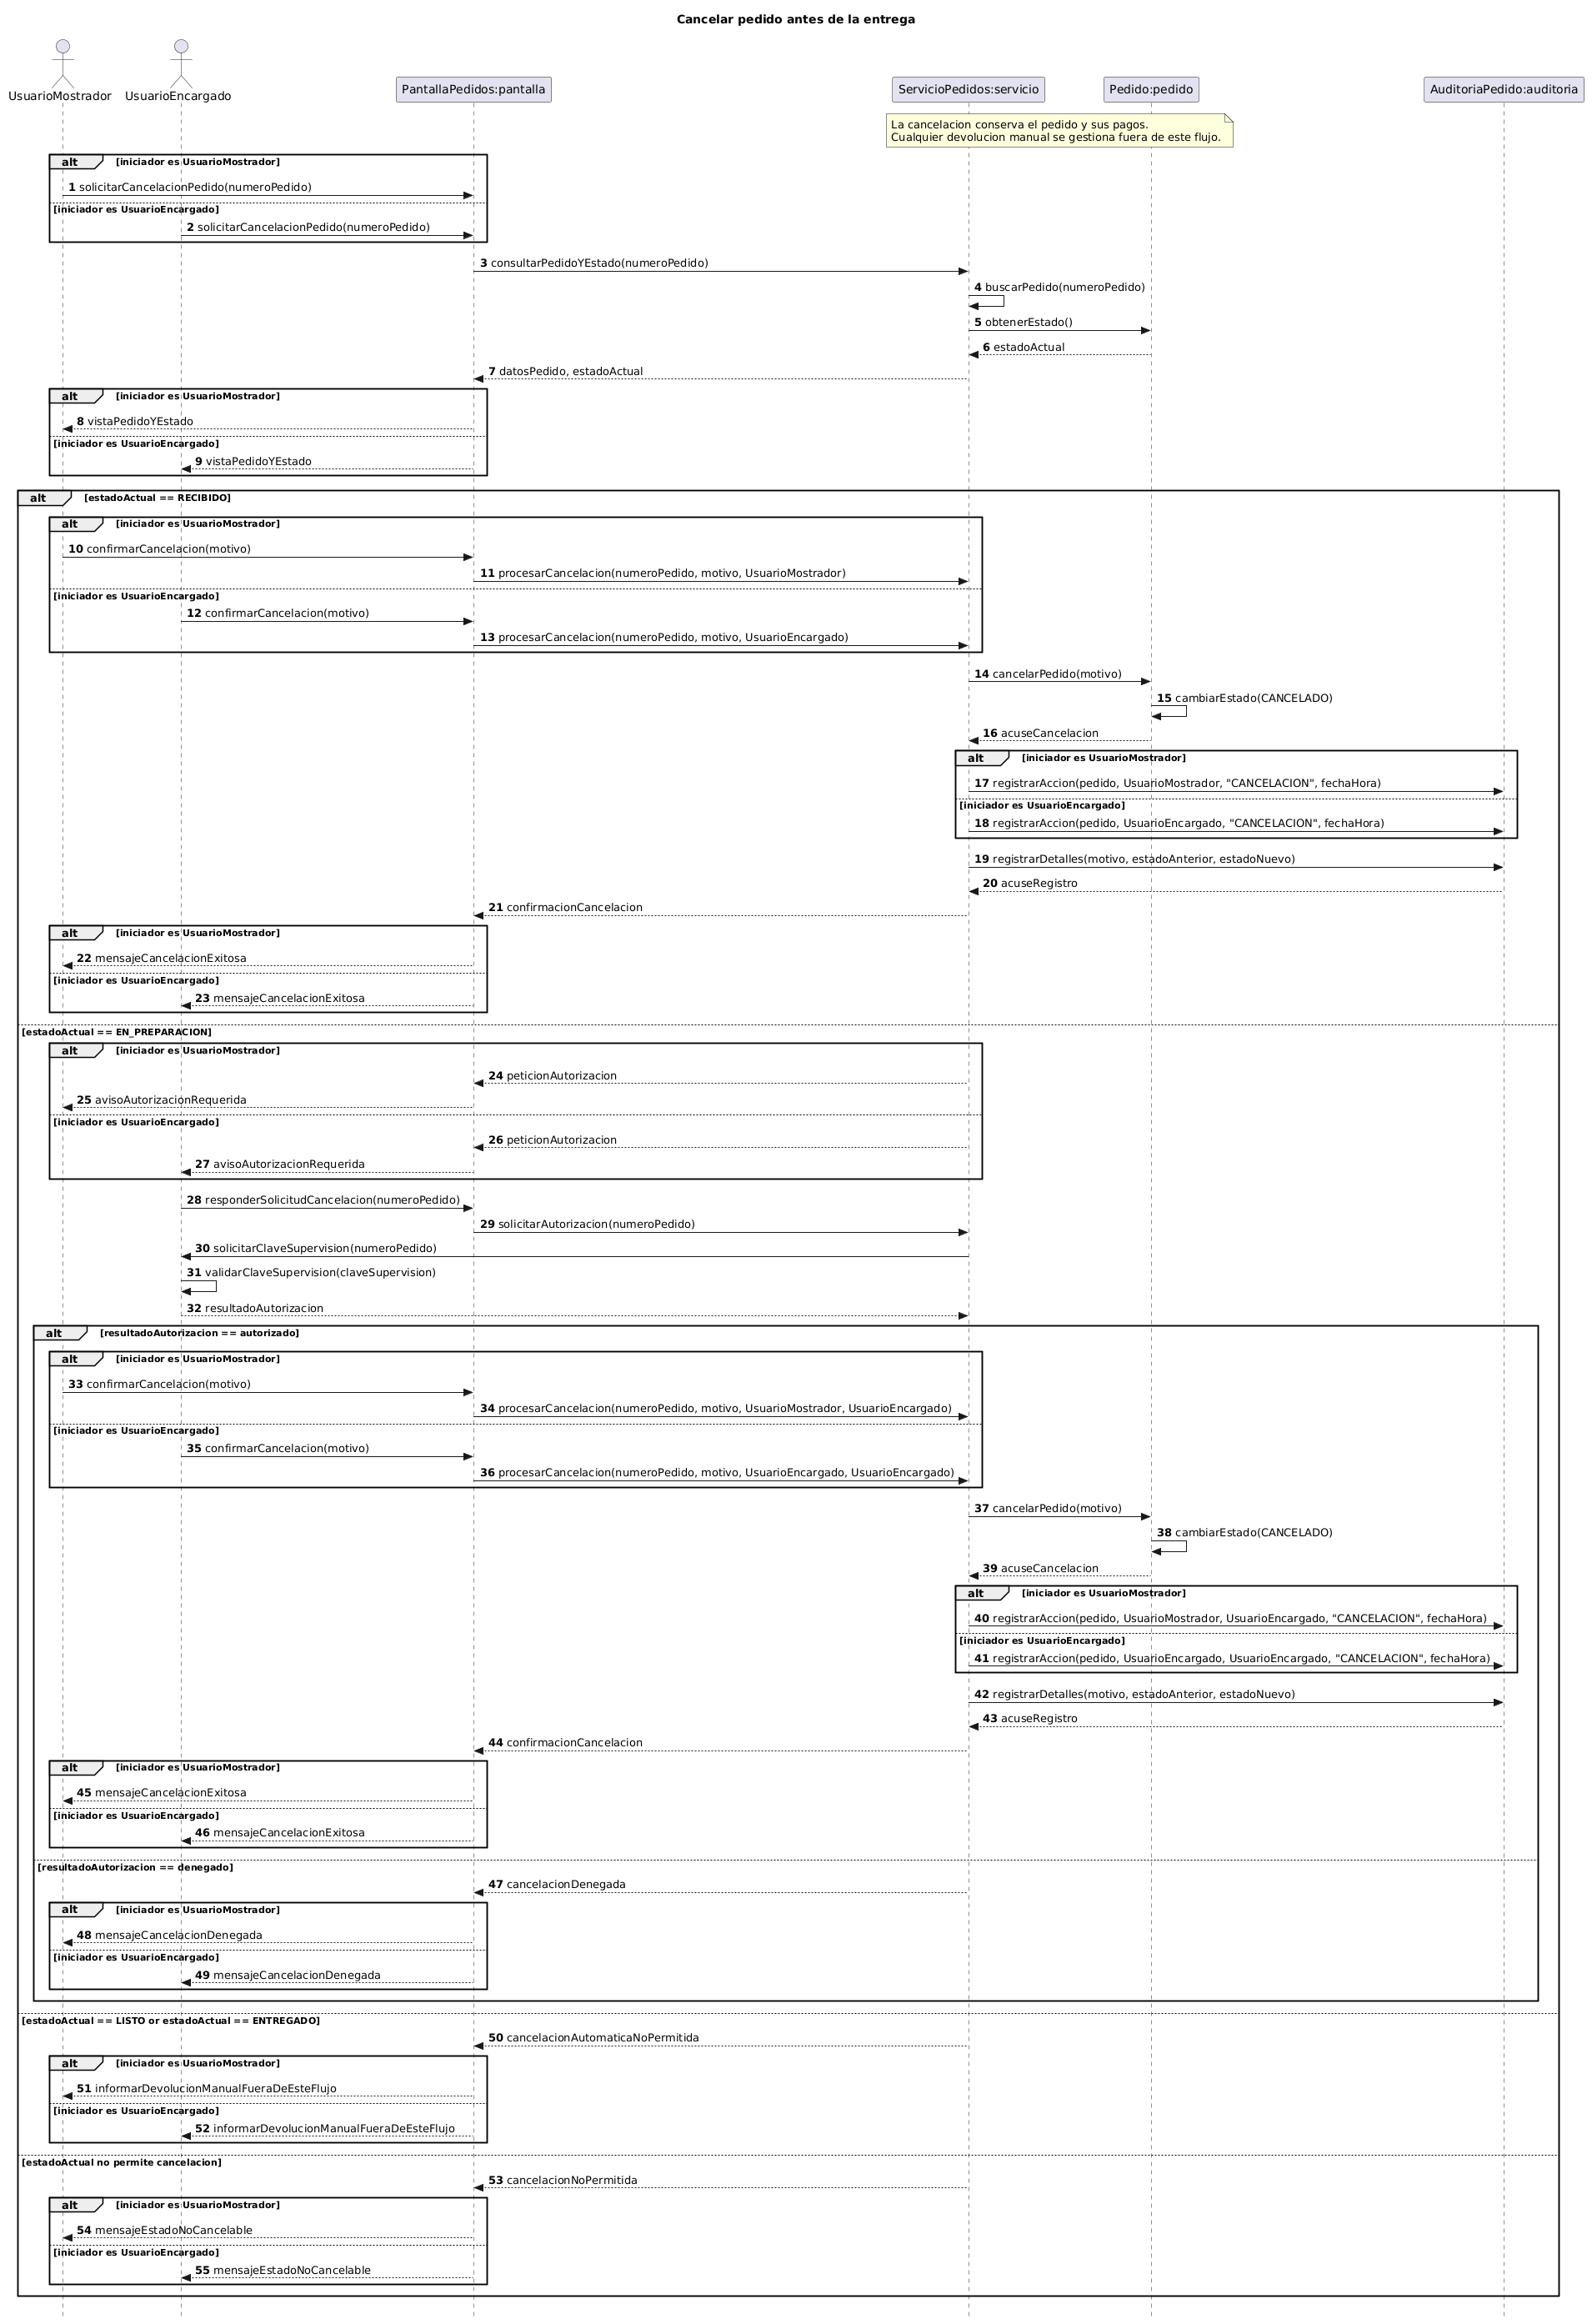 Cancelar pedido antes de la entrega
UsuarioMostrador
UsuarioEncargado
PantallaPedidos:pantalla
ServicioPedidos:servicio
Pedido:pedido
AuditoriaPedido:auditoria
La cancelacion conserva el pedido y sus pagos.
Cualquier devolucion manual se gestiona fuera de este flujo.
alt [iniciador es UsuarioMostrador]
1 solicitarCancelacionPedido(numeroPedido)
[iniciador es UsuarioEncargado]
2 solicitarCancelacionPedido(numeroPedido)
3 consultarPedidoYEstado(numeroPedido)
4 buscarPedido(numeroPedido)
5 obtenerEstado()
6 estadoActual
7 datosPedido, estadoActual
alt [iniciador es UsuarioMostrador]
8 vistaPedidoYEstado
[iniciador es UsuarioEncargado]
9 vistaPedidoYEstado
alt [estadoActual == RECIBIDO]
alt [iniciador es UsuarioMostrador]
10 confirmarCancelacion(motivo)
11 procesarCancelacion(numeroPedido, motivo, UsuarioMostrador)
[iniciador es UsuarioEncargado]
12 confirmarCancelacion(motivo)
13 procesarCancelacion(numeroPedido, motivo, UsuarioEncargado)
14 cancelarPedido(motivo)
15 cambiarEstado(CANCELADO)
16 acuseCancelacion
alt [iniciador es UsuarioMostrador]
17 registrarAccion(pedido, UsuarioMostrador, "CANCELACION", fechaHora)
[iniciador es UsuarioEncargado]
18 registrarAccion(pedido, UsuarioEncargado, "CANCELACION", fechaHora)
19 registrarDetalles(motivo, estadoAnterior, estadoNuevo)
20 acuseRegistro
21 confirmacionCancelacion
alt [iniciador es UsuarioMostrador]
22 mensajeCancelacionExitosa
[iniciador es UsuarioEncargado]
23 mensajeCancelacionExitosa
[estadoActual == EN_PREPARACION]
alt [iniciador es UsuarioMostrador]
24 peticionAutorizacion
25 avisoAutorizacionRequerida
[iniciador es UsuarioEncargado]
26 peticionAutorizacion
27 avisoAutorizacionRequerida
28 responderSolicitudCancelacion(numeroPedido)
29 solicitarAutorizacion(numeroPedido)
30 solicitarClaveSupervision(numeroPedido)
31 validarClaveSupervision(claveSupervision)
32 resultadoAutorizacion
alt [resultadoAutorizacion == autorizado]
alt [iniciador es UsuarioMostrador]
33 confirmarCancelacion(motivo)
34 procesarCancelacion(numeroPedido, motivo, UsuarioMostrador, UsuarioEncargado)
[iniciador es UsuarioEncargado]
35 confirmarCancelacion(motivo)
36 procesarCancelacion(numeroPedido, motivo, UsuarioEncargado, UsuarioEncargado)
37 cancelarPedido(motivo)
38 cambiarEstado(CANCELADO)
39 acuseCancelacion
alt [iniciador es UsuarioMostrador]
40 registrarAccion(pedido, UsuarioMostrador, UsuarioEncargado, "CANCELACION", fechaHora)
[iniciador es UsuarioEncargado]
41 registrarAccion(pedido, UsuarioEncargado, UsuarioEncargado, "CANCELACION", fechaHora)
42 registrarDetalles(motivo, estadoAnterior, estadoNuevo)
43 acuseRegistro
44 confirmacionCancelacion
alt [iniciador es UsuarioMostrador]
45 mensajeCancelacionExitosa
[iniciador es UsuarioEncargado]
46 mensajeCancelacionExitosa
[resultadoAutorizacion == denegado]
47 cancelacionDenegada
alt [iniciador es UsuarioMostrador]
48 mensajeCancelacionDenegada
[iniciador es UsuarioEncargado]
49 mensajeCancelacionDenegada
[estadoActual == LISTO or estadoActual == ENTREGADO]
50 cancelacionAutomaticaNoPermitida
alt [iniciador es UsuarioMostrador]
51 informarDevolucionManualFueraDeEsteFlujo
[iniciador es UsuarioEncargado]
52 informarDevolucionManualFueraDeEsteFlujo
[estadoActual no permite cancelacion]
53 cancelacionNoPermitida
alt [iniciador es UsuarioMostrador]
54 mensajeEstadoNoCancelable
[iniciador es UsuarioEncargado]
55 mensajeEstadoNoCancelable